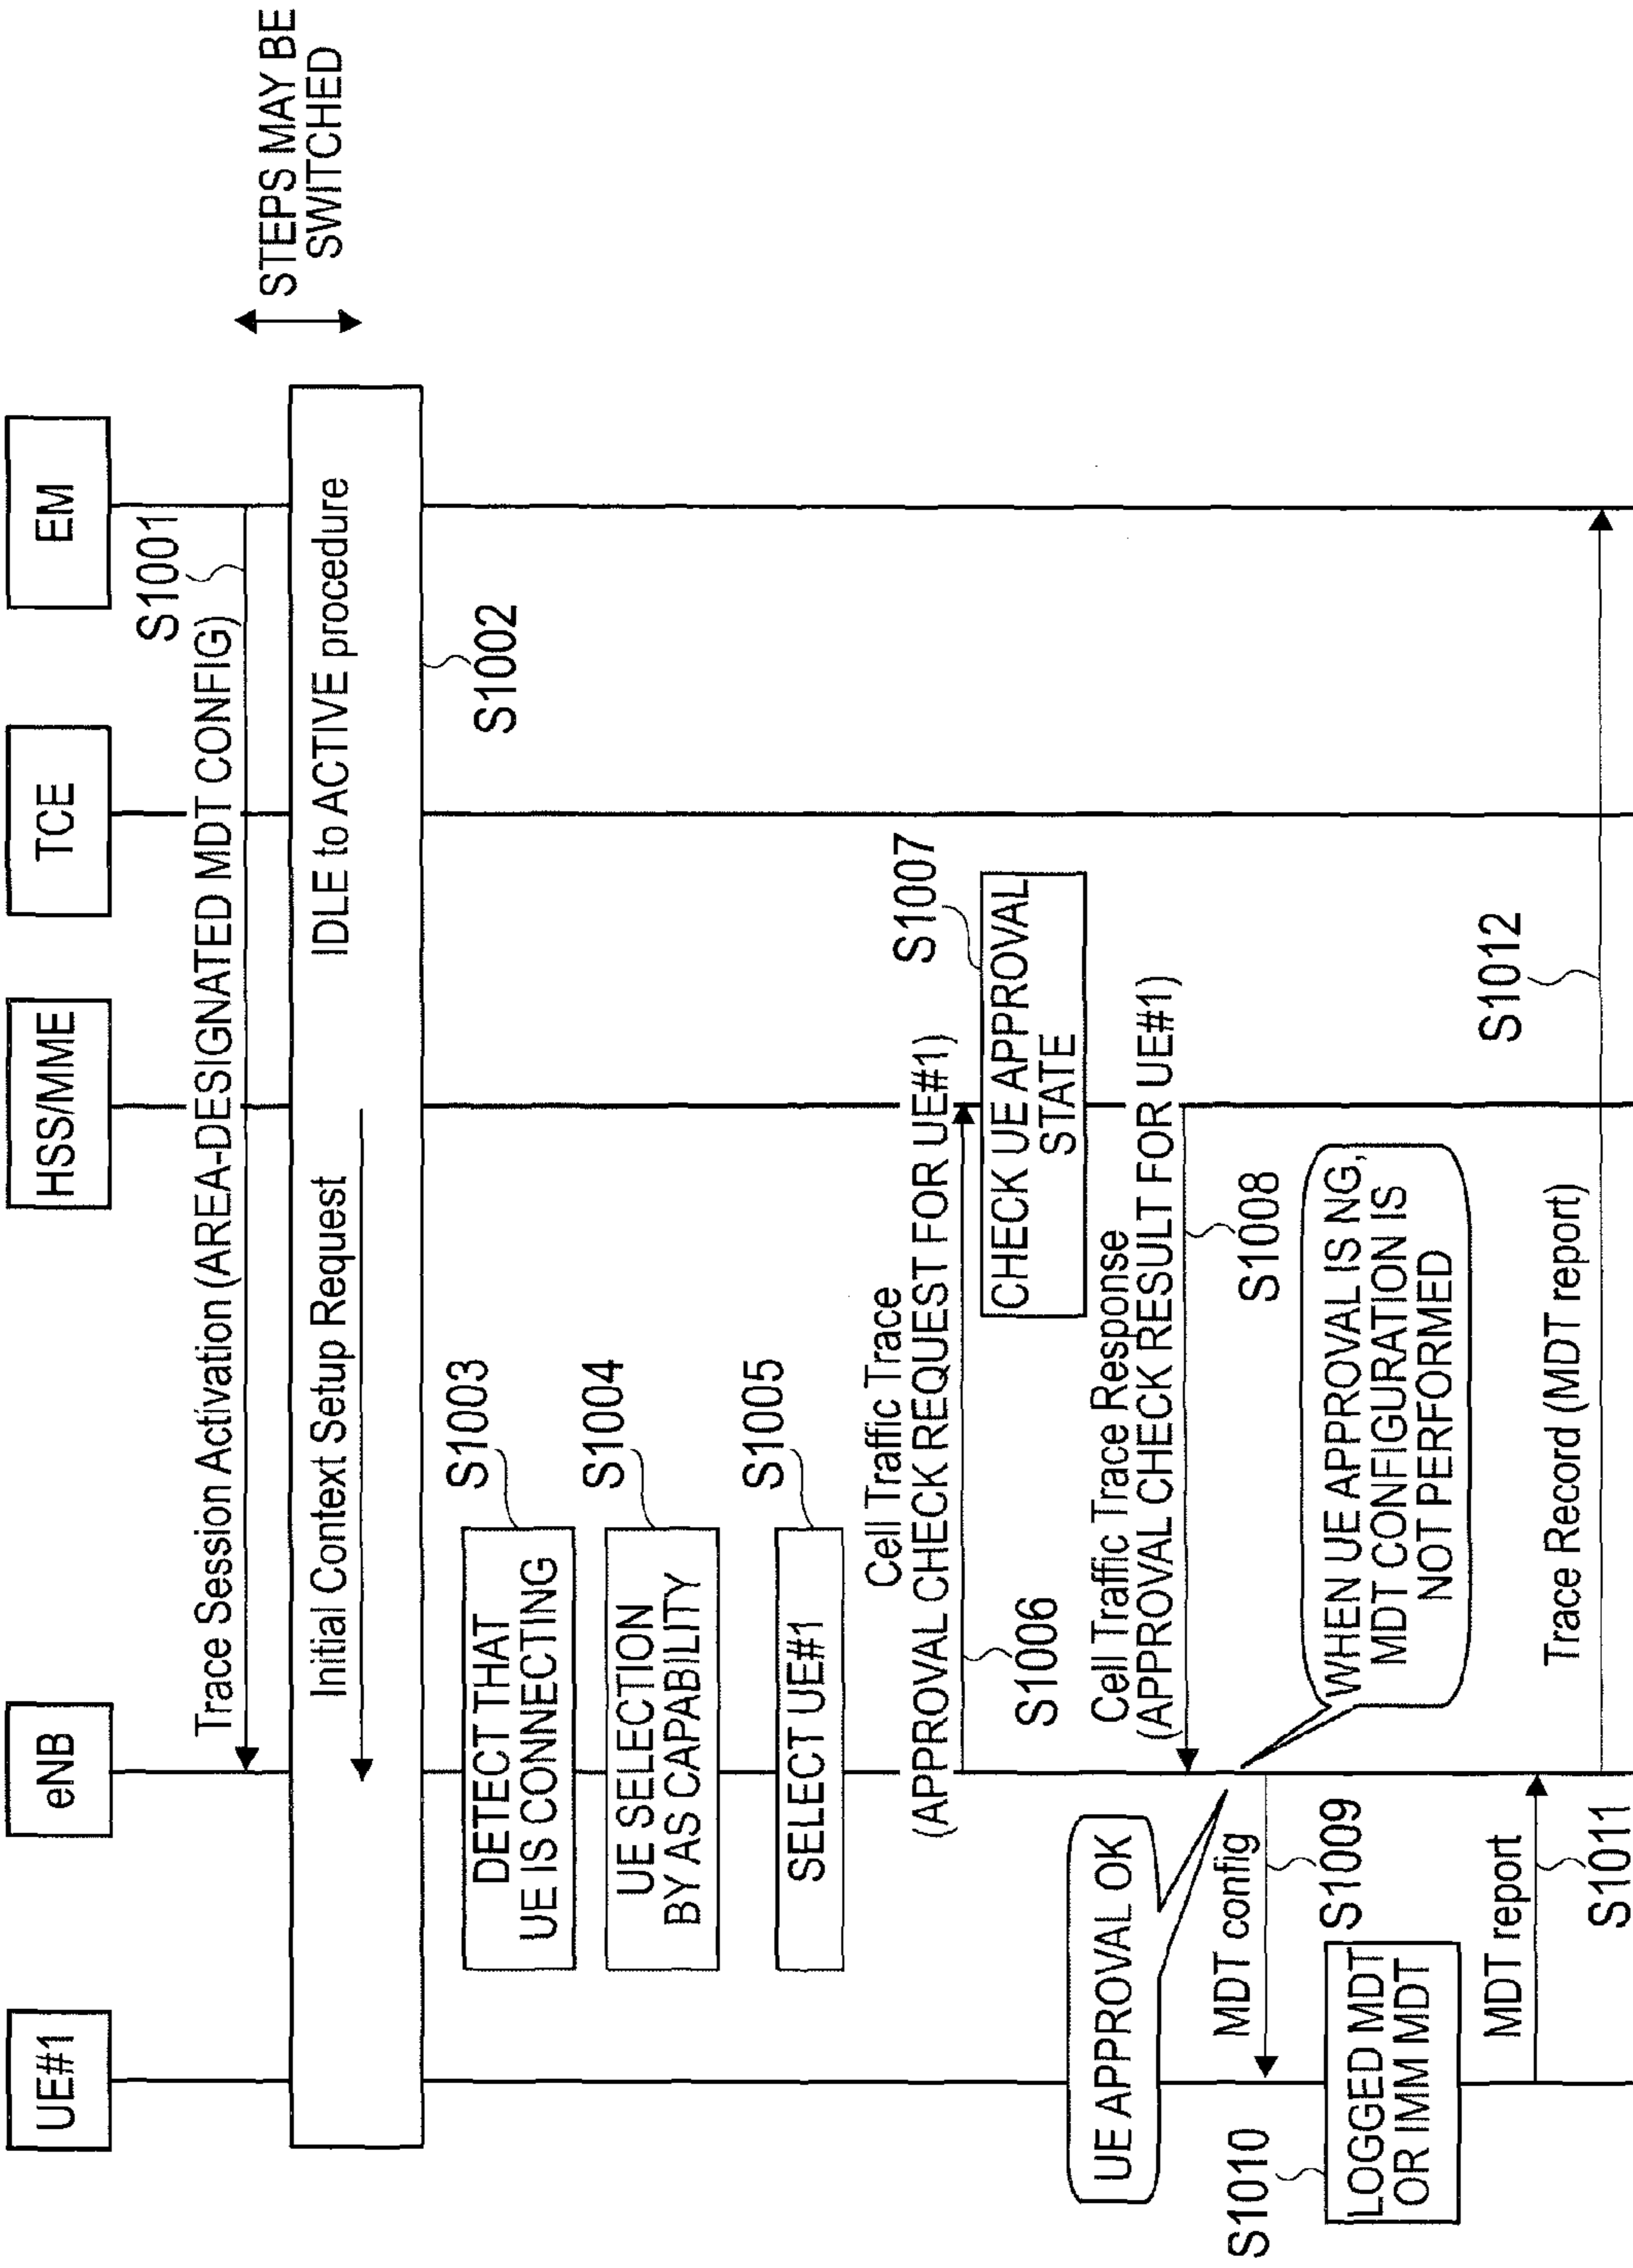 UE#1
eNB
HSS/MME
TCE
EM
S1001
Trace Session Activation (AREA-DESIGNATED MDT CONFIG)
STEPS MAY BE
SWITCHED
IDLE to ACTIVE procedure
Initial Context Setup Request
S1002
DETECT THAT
UE IS CONNECTING
S1003
UE SELECTION
BY AS CAPABILITY
S1004
SELECT UE#1
S1005
Cell Traffic Trace
(APPROVAL CHECK REQUEST FOR UE#1)
S1006
S1007
CHECK UE APPROVAL
STATE
Cell Traffic Trace Response
(APPROVAL CHECK RESULT FOR UE#1)
S1008
UE APPROVAL OK
WHEN UE APPROVAL IS NG,
MDT CONFIGURATION IS
NOT PERFORMED
MDT config
S1009
S1010
LOGGED MDT
OR IMM MDT
MDT report
S1011
Trace Record (MDT report)
S1012